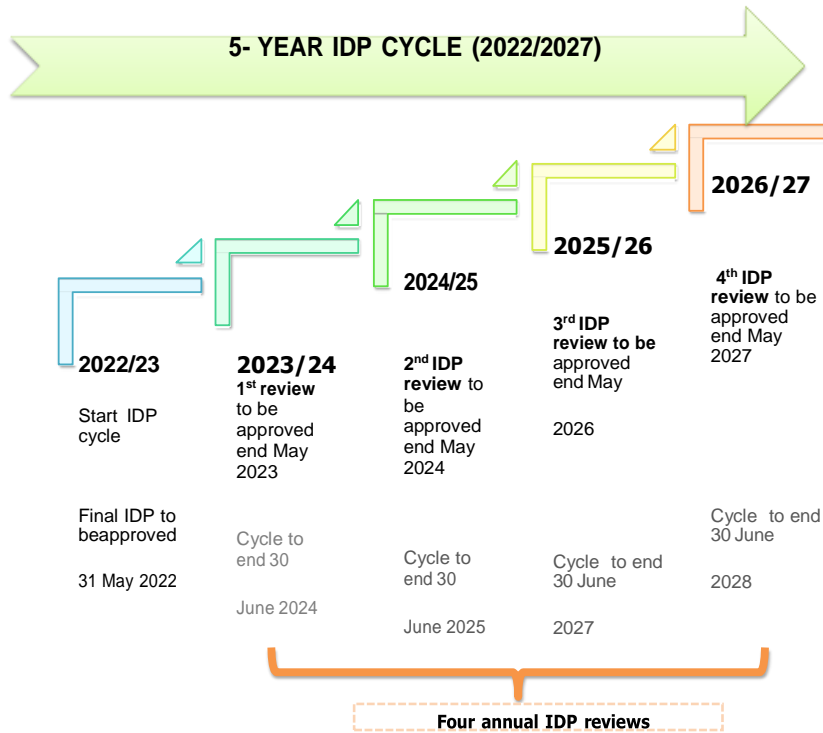 5- YEAR IDP CYCLE (2022/2027)
2022/23
Start IDP
cycle
Final IDP to
beapproved
31 May 2022
2023/24
1st review
to be
approved
end May
2023
Cycle to
end 30
June 2024
2024/25
2nd IDP
review to
be
approved
end May
2024
Cycle to
end 30
June 2025
2025/26
3rd IDP
review to be
approved
end May
2026
Cycle to end
30 June
2027
2026/27
4th IDP
review to be
approved
end May
2027
Cycle to end
30 June
2028
Four annual IDP reviews